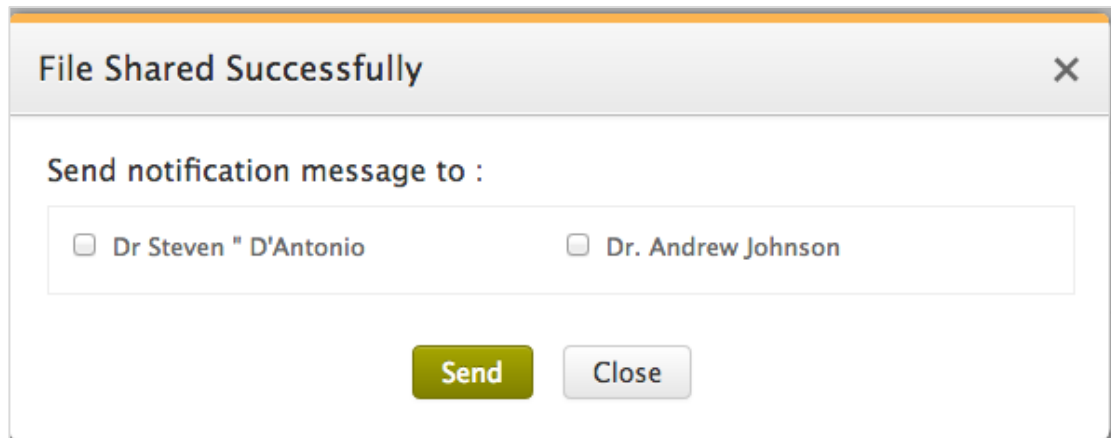 File Shared Successfully
Send notification message to :
Dr Steven " D'Antonio Dr. Andrew Johnson
Send Close